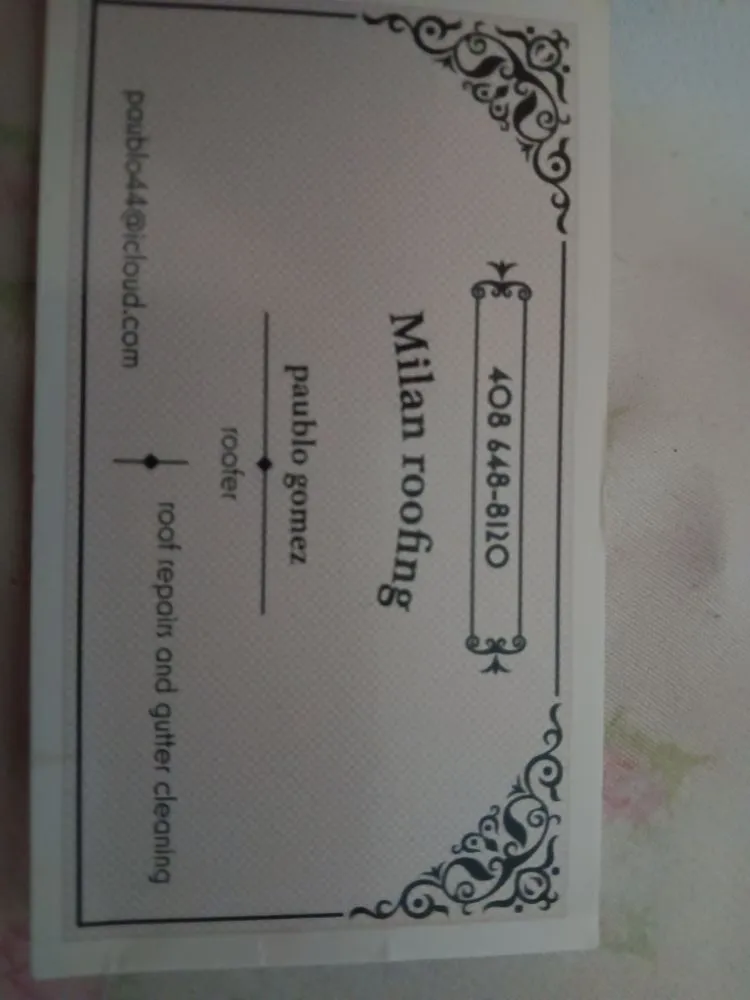 408 648-8120
Milan roofing
paublo gomez
roofer
paublo44@icloud.com
roof repairs and gutter cleaning